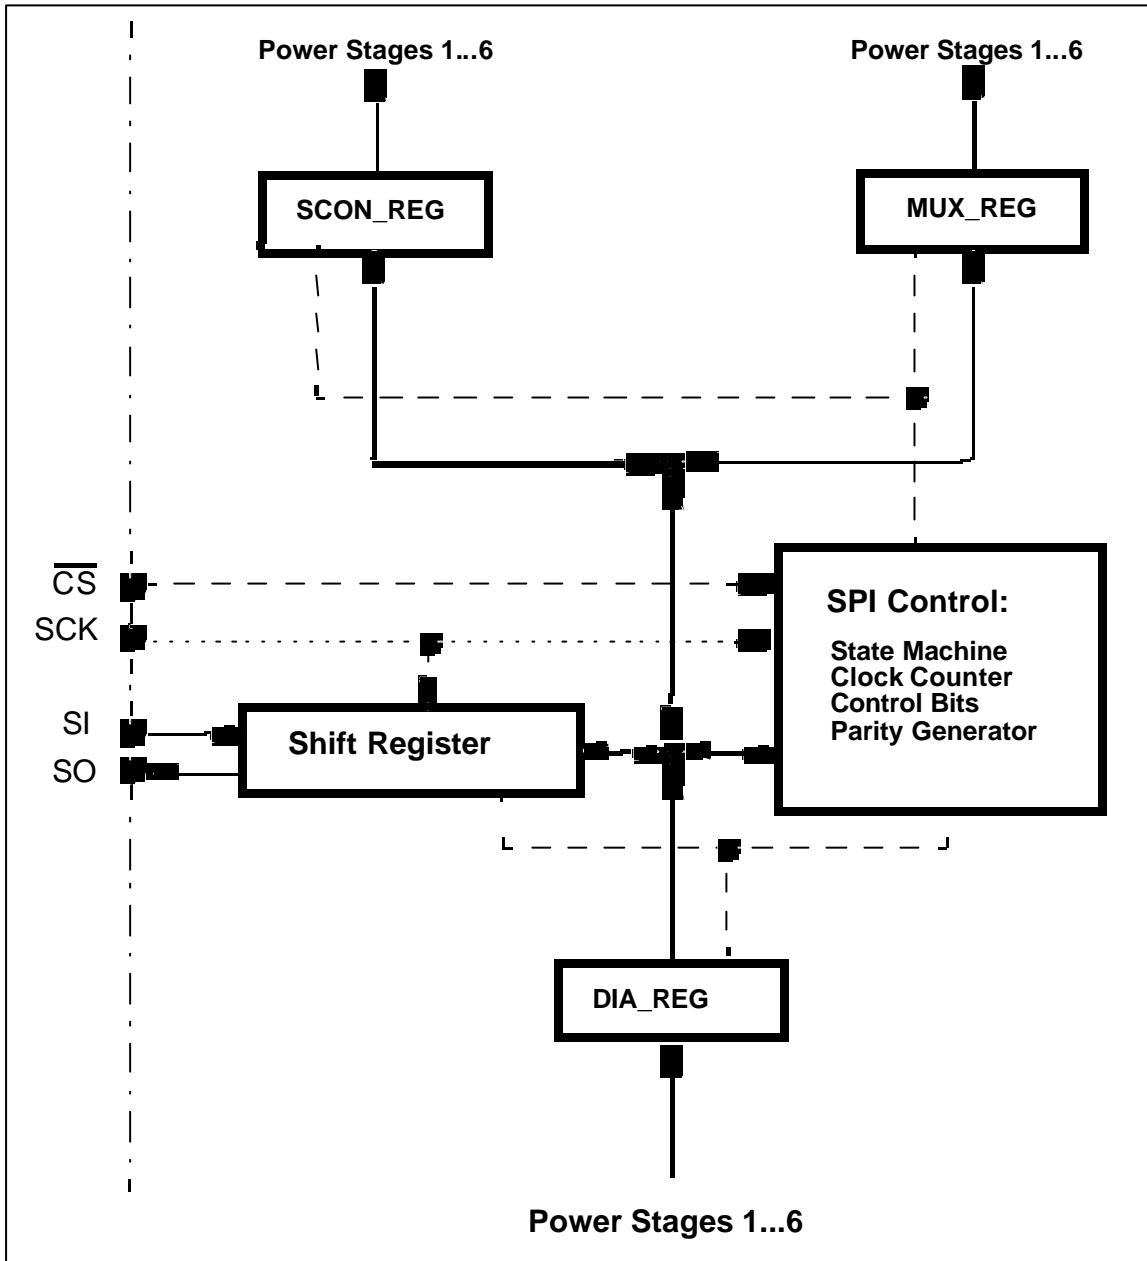 Power Stages 1...6
Power Stages 1...6
SCON_REG
MUX_REG
CS
SCK
SI
SO
SPI Control:
State Machine
Clock Counter
Control Bits
Parity Generator
Shift Register
DIA_REG
Power Stages 1...6